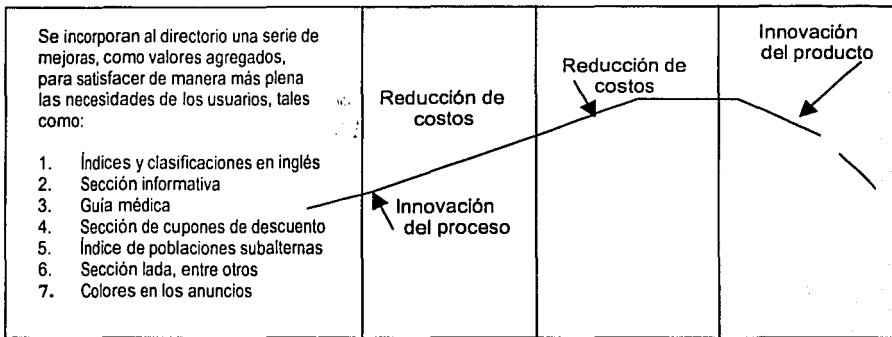 Se incorporan al directorio una serie de
mejoras, como valores agregados,
para satisfacer de manera más plena
las necesidades de los usuarios, tales
como:
1. Índices y clasificaciones en inglés
2. Sección informativa
3. Guía médica
4. Sección de cupones de descuento
5. Índice de poblaciones subalternas
6. Sección lada, entre otros
7. Colores en los anuncios
Reducción de
costos
Innovación
del proceso
Reducción de
costos
Innovación
del producto